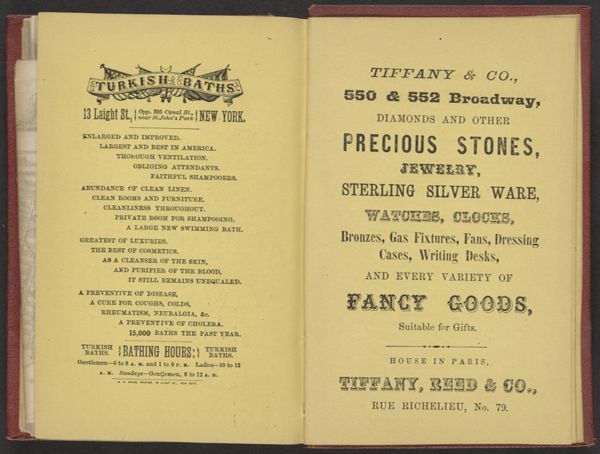 TURKISH BATHS
13 Laight St., Opp. 395 Canal St., near St. John's Park NEW YORK.
ENLARGED AND IMPROVED.
LARGEST AND BEST IN AMERICA.
THOROUGH VENTILATION.
OBLIGING ATTENDANTS.
FAITHFUL SHAMPOOERS.
ABUNDANCE OF CLEAN LINEN.
CLEAN ROOMS AND FURNITURE.
CLEANLINESS THROUGHOUT.
PRIVATE ROOM FOR SHAMPOOING.
A LARGE NEW SWIMMING BATH.
GREATEST OF LUXURIES.
THE BEST OF COSMETICS.
AS A CLEANSER OF THE SKIN,
AND PURIFIER OF THE BLOOD,
IT STILL REMAINS UNEQUALED.
A PREVENTIVE OF DISEASE,
A CURE FOR COUGHS, COLDS,
RHEUMATISM, NEURALGIA, &c.
A PREVENTIVE OF CHOLERA.
15,000 BATHS THE PAST YEAR.
TURKISH BATHS. BATHING HOURS: TURKISH BATHS.
Gentlemen—6 to 8 A. M. and 1 to 9 P. M. Ladies—10 to 12
A. M. Sundays—Gentlemen, 6 to 12 A. M.
TIFFANY & CO.,
550 & 552 Broadway,
DIAMONDS AND OTHER
PRECIOUS STONES,
JEWELRY,
STERLING SILVER WARE,
WATCHES, CLOCKS,
Bronzes, Gas Fixtures, Fans, Dressing
Cases, Writing Desks,
AND EVERY VARIETY OF
FANCY GOODS,
Suitable for Gifts.
HOUSE IN PARIS,
TIFFANY, REED & CO.,
RUE RICHELIEU, No. 79.